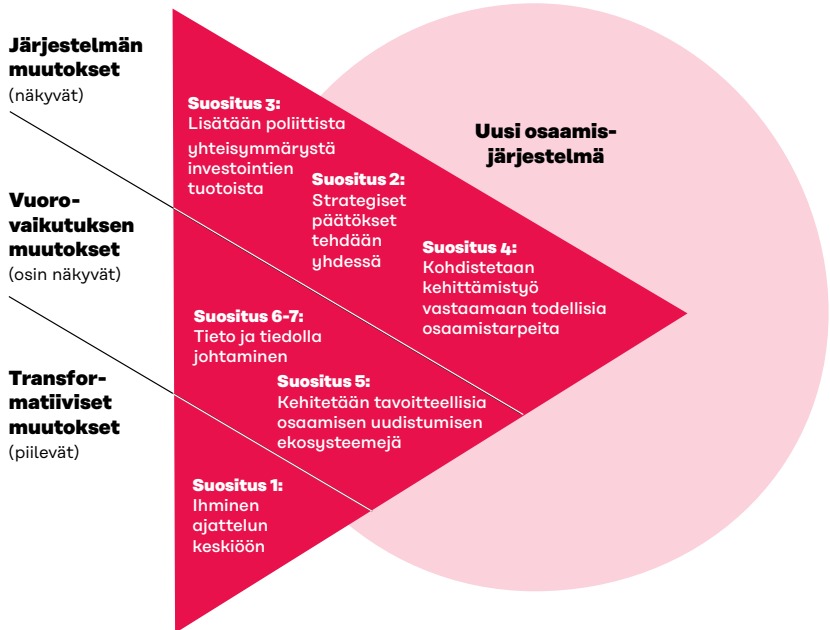 Järjestelmän
muutokset
(näkyvät)
Suositus 3:
Lisätään poliittista
yhteisymmärrystä
investointien
tuotoista
Suositus 2:
Strategiset
päätökset
tehdään
yhdessä
Suositus 4:
Kohdistetaan
kehittämistyö
vastaamaan todellisia
osaamistarpeita
Uusi osaamis-
järjestelmä
Vuoro-
vaikutuksen
muutokset
(osin näkyvät)
Suositus 6-7:
Tieto ja tiedolla
johtaminen
Suositus 5:
Kehitetään tavoitteellisia
osaamisen uudistumisen
ekosysteemejä
Transfor-
matiiviset
muutokset
(piilevät)
Suositus 1:
Ihminen
ajattelun
keskiöön